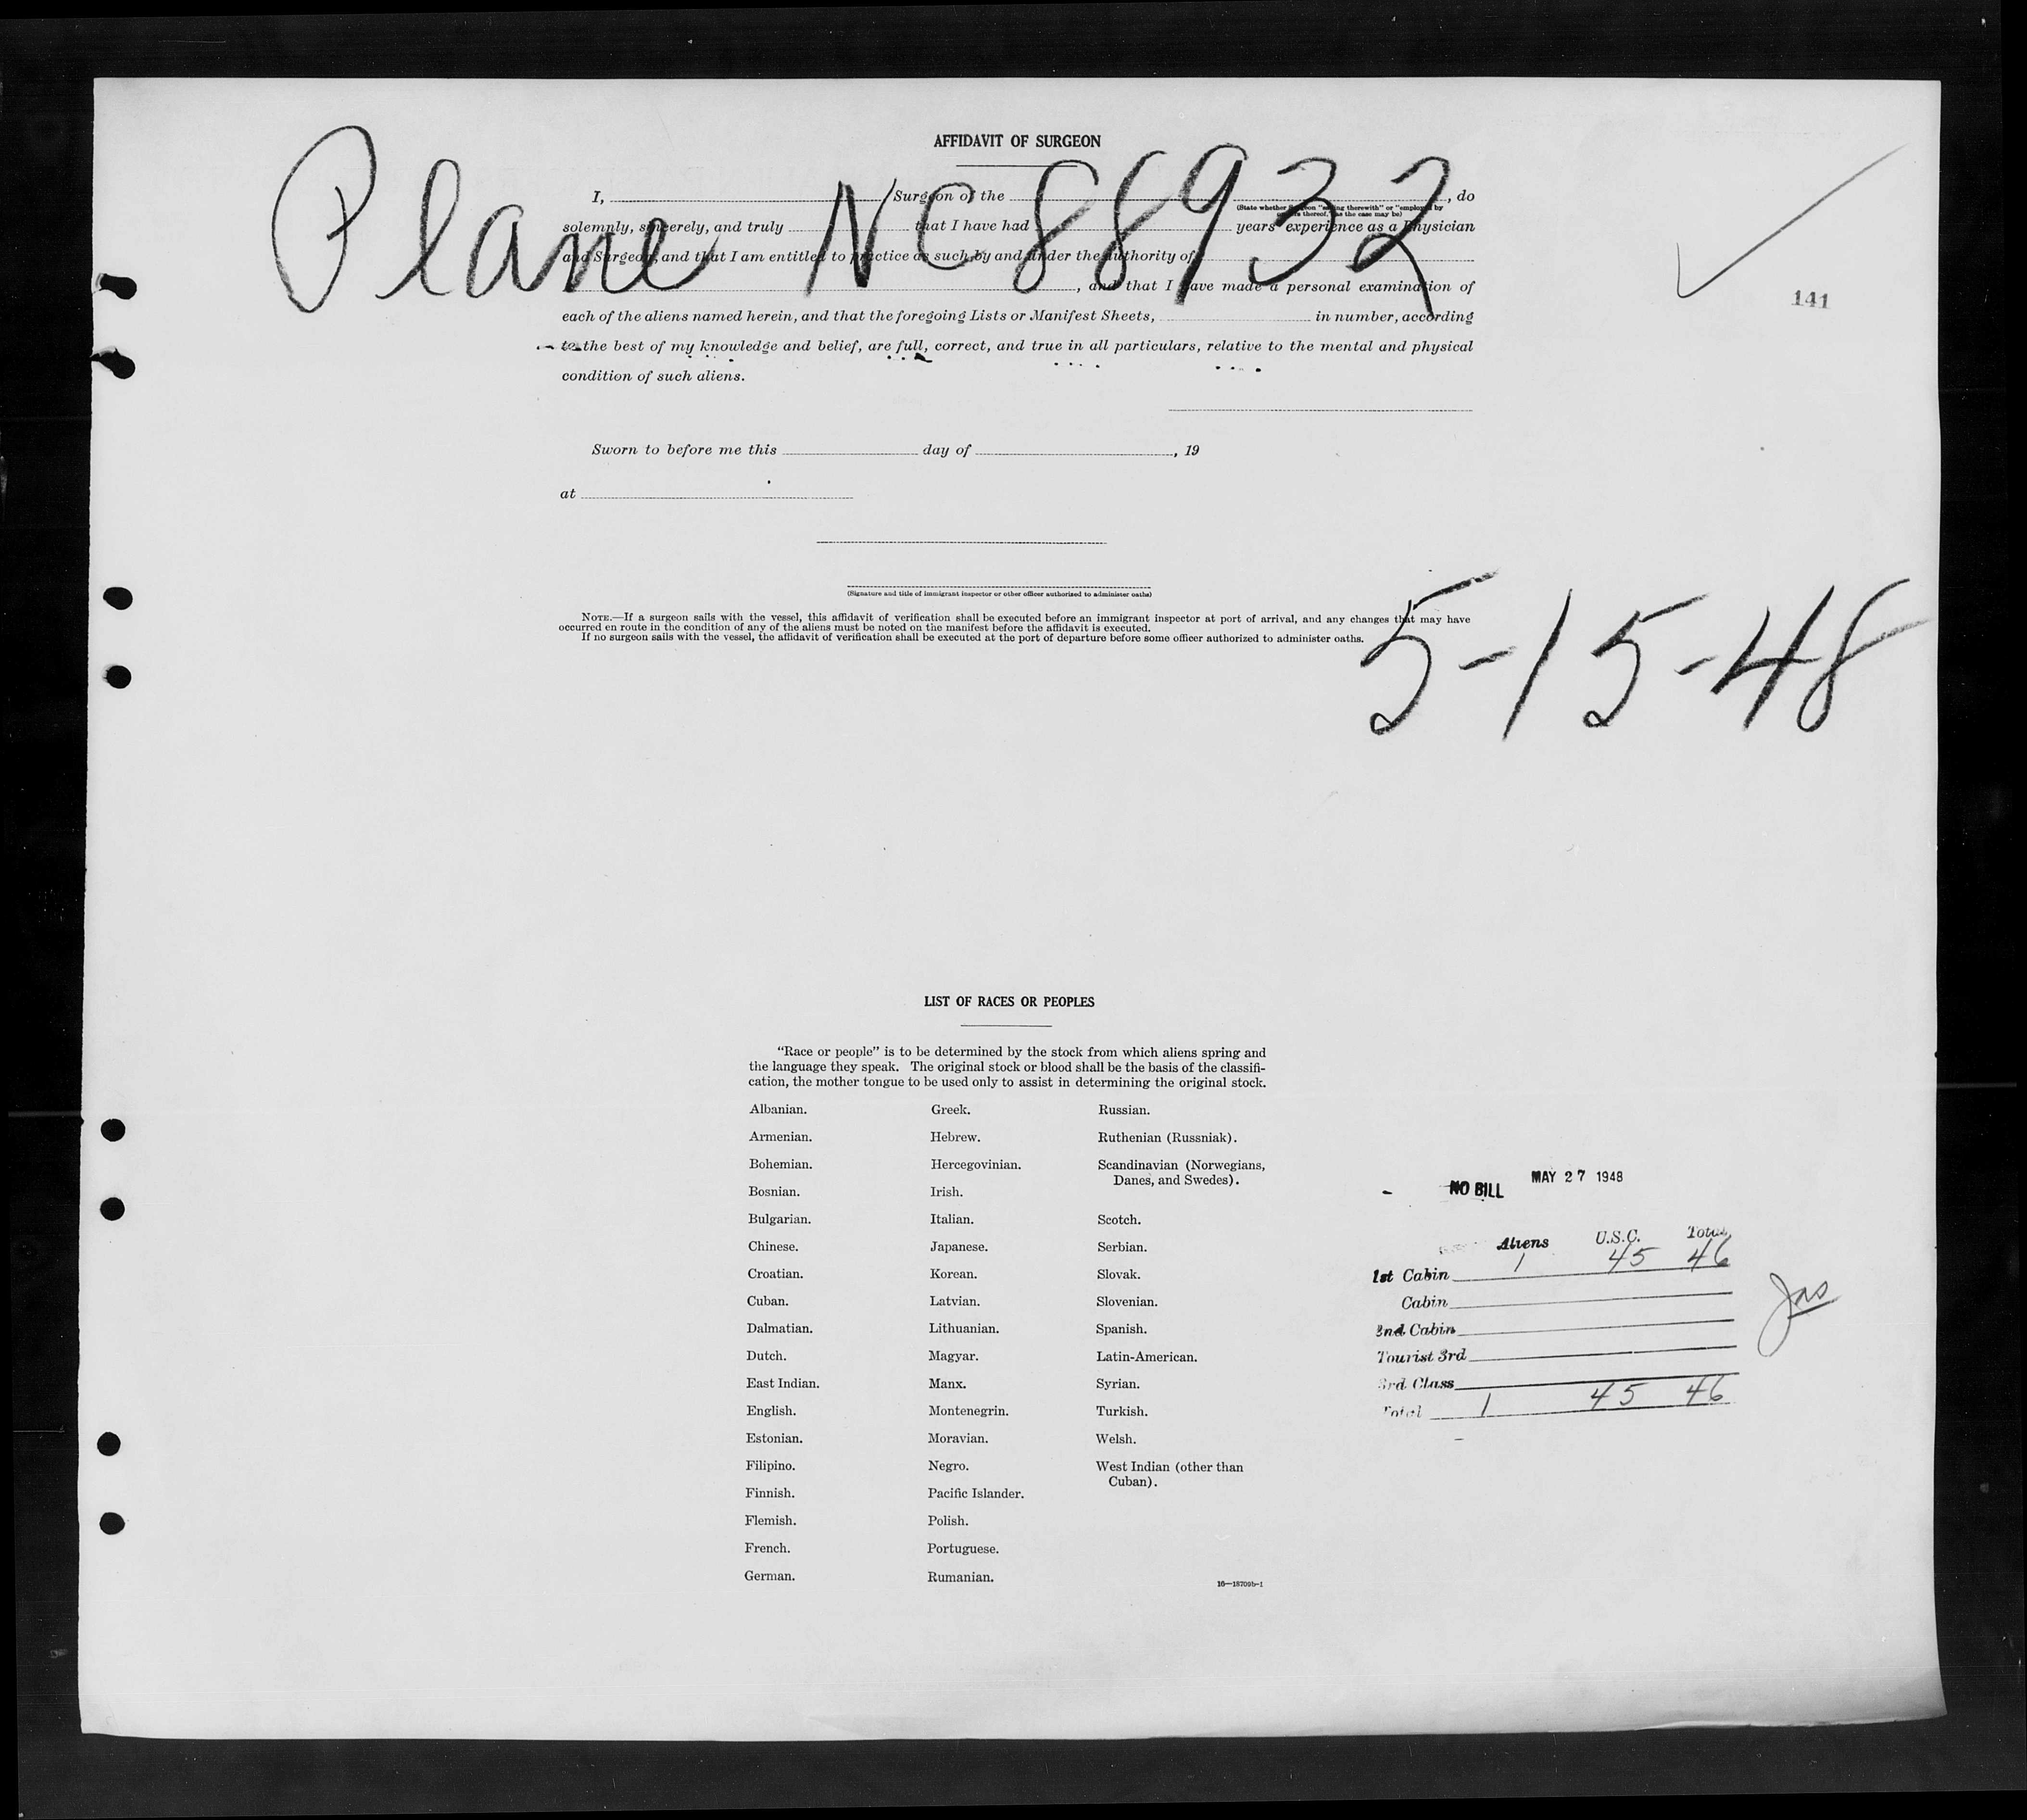 AFFIDAVIT OF SURGEON
Plane NC 88932
I, Surgeon of the , do
(State whether Surgeon "sailing therewith" or "employed by
owners thereof," as the case may be)
solemnly, sincerely, and truly that I have had years' experience as a Physician
and Surgeon, and that I am entitled to practice as such by and under the authority of
, and that I have made a personal examination of
141
each of the aliens named herein, and that the foregoing Lists or Manifest Sheets, in number, according
to the best of my knowledge and belief, are full, correct, and true in all particulars, relative to the mental and physical
condition of such aliens.
Sworn to before me this day of , 19
at
(Signature and title of immigrant inspector or other officer authorized to administer oaths)
NOTE.—If a surgeon sails with the vessel, this affidavit of verification shall be executed before an immigrant inspector at port of arrival, and any changes that may have
occurred en route in the condition of any of the aliens must be noted on the manifest before the affidavit is executed.
If no surgeon sails with the vessel, the affidavit of verification shall be executed at the port of departure before some officer authorized to administer oaths.
5-15-48
LIST OF RACES OR PEOPLES
"Race or people" is to be determined by the stock from which aliens spring and
the language they speak. The original stock or blood shall be the basis of the classifi-
cation, the mother tongue to be used only to assist in determining the original stock.
Albanian.
Armenian.
Bohemian.
Bosnian.
Bulgarian.
Chinese.
Croatian.
Cuban.
Dalmatian.
Dutch.
East Indian.
English.
Estonian.
Filipino.
Finnish.
Flemish.
French.
German.
Greek.
Hebrew.
Hercegovinian.
Irish.
Italian.
Japanese.
Korean.
Latvian.
Lithuanian.
Magyar.
Manx.
Montenegrin.
Moravian.
Negro.
Pacific Islander.
Polish.
Portuguese.
Rumanian.
Russian.
Ruthenian (Russniak).
Scandinavian (Norwegians,
Danes, and Swedes).
Scotch.
Serbian.
Slovak.
Slovenian.
Spanish.
Latin-American.
Syrian.
Turkish.
Welsh.
West Indian (other than
Cuban).
16—18709b-1
NO BILL MAY 27 1948
Aliens U.S.C. Total
1st Cabin 1 45 46
Cabin
2nd Cabin
Tourist 3rd
3rd Class
Total 1 45 46